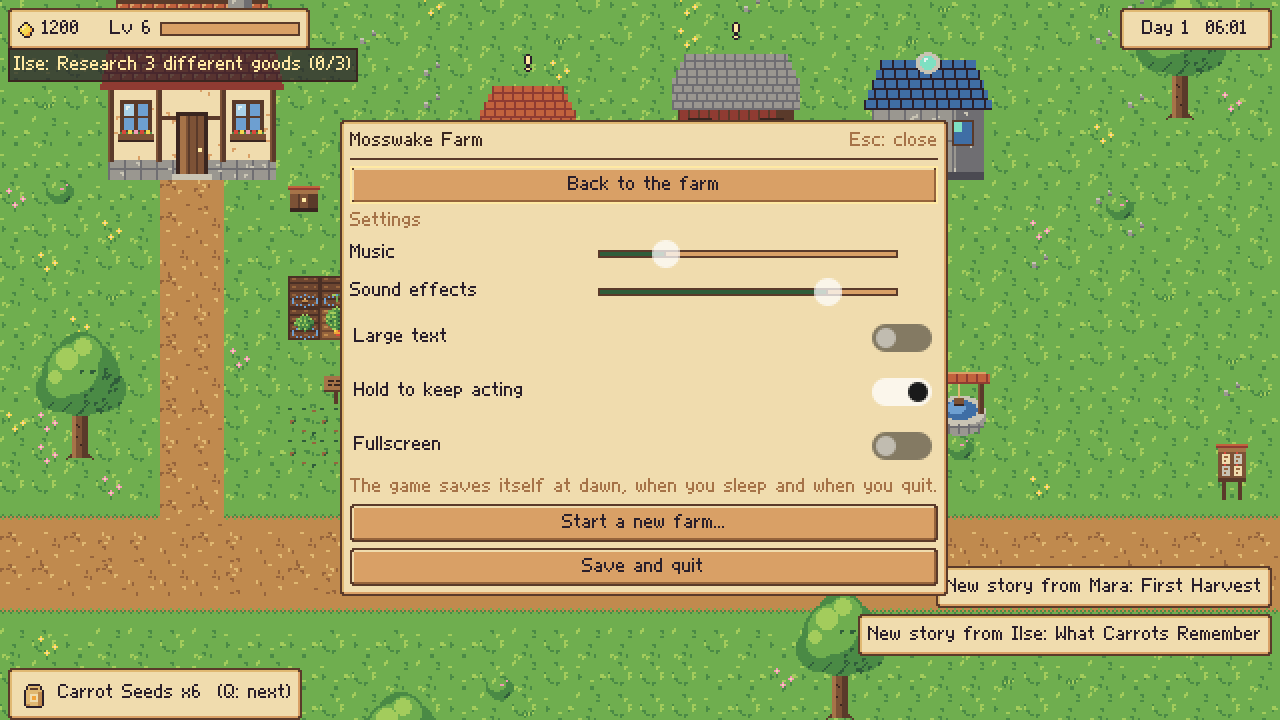 1200 Lv 6
Day 1 06:01
Ilse: Research 3 different goods (0/3)
Mosswake Farm
Esc: close
Back to the farm
Settings
Music
Sound effects
Large text
Hold to keep acting
Fullscreen
The game saves itself at dawn, when you sleep and when you quit.
Start a new farm...
Save and quit
New story from Mara: First Harvest
New story from Ilse: What Carrots Remember
Carrot Seeds x6 (Q: next)